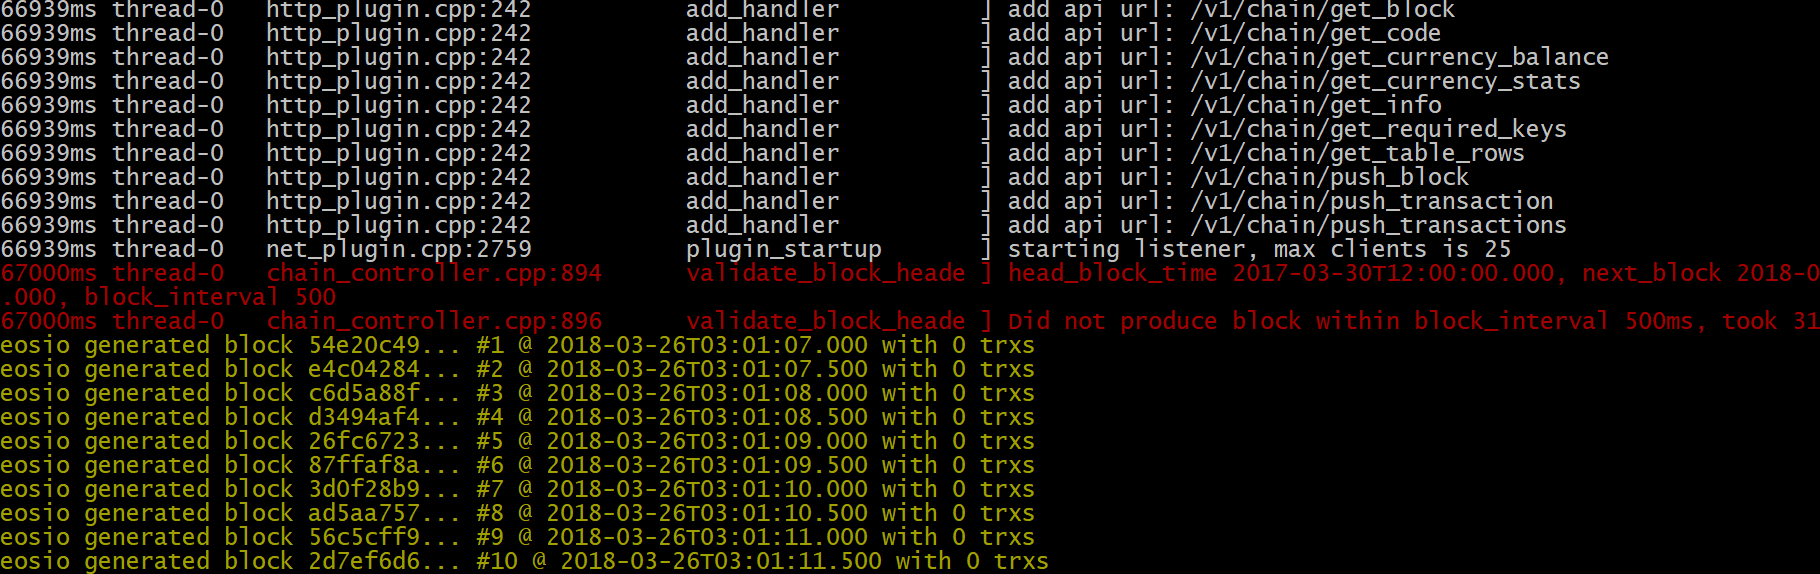 66939ms thread-0   http_plugin.cpp:242           add_handler          ] add api url: /v1/chain/get_block
66939ms thread-0   http_plugin.cpp:242           add_handler          ] add api url: /v1/chain/get_code
66939ms thread-0   http_plugin.cpp:242           add_handler          ] add api url: /v1/chain/get_currency_balance
66939ms thread-0   http_plugin.cpp:242           add_handler          ] add api url: /v1/chain/get_currency_stats
66939ms thread-0   http_plugin.cpp:242           add_handler          ] add api url: /v1/chain/get_info
66939ms thread-0   http_plugin.cpp:242           add_handler          ] add api url: /v1/chain/get_required_keys
66939ms thread-0   http_plugin.cpp:242           add_handler          ] add api url: /v1/chain/get_table_rows
66939ms thread-0   http_plugin.cpp:242           add_handler          ] add api url: /v1/chain/push_block
66939ms thread-0   http_plugin.cpp:242           add_handler          ] add api url: /v1/chain/push_transaction
66939ms thread-0   http_plugin.cpp:242           add_handler          ] add api url: /v1/chain/push_transactions
66939ms thread-0   net_plugin.cpp:2759           plugin_startup       ] starting listener, max clients is 25
67000ms thread-0   chain_controller.cpp:894      validate_block_heade ] head_block_time 2017-03-30T12:00:00.000, next_block 2018-0
.000, block_interval 500
67000ms thread-0   chain_controller.cpp:896      validate_block_heade ] Did not produce block within block_interval 500ms, took 31
eosio generated block 54e20c49... #1 @ 2018-03-26T03:01:07.000 with 0 trxs
eosio generated block e4c04284... #2 @ 2018-03-26T03:01:07.500 with 0 trxs
eosio generated block c6d5a88f... #3 @ 2018-03-26T03:01:08.000 with 0 trxs
eosio generated block d3494af4... #4 @ 2018-03-26T03:01:08.500 with 0 trxs
eosio generated block 26fc6723... #5 @ 2018-03-26T03:01:09.000 with 0 trxs
eosio generated block 87ffaf8a... #6 @ 2018-03-26T03:01:09.500 with 0 trxs
eosio generated block 3d0f28b9... #7 @ 2018-03-26T03:01:10.000 with 0 trxs
eosio generated block ad5aa757... #8 @ 2018-03-26T03:01:10.500 with 0 trxs
eosio generated block 56c5cff9... #9 @ 2018-03-26T03:01:11.000 with 0 trxs
eosio generated block 2d7ef6d6... #10 @ 2018-03-26T03:01:11.500 with 0 trxs